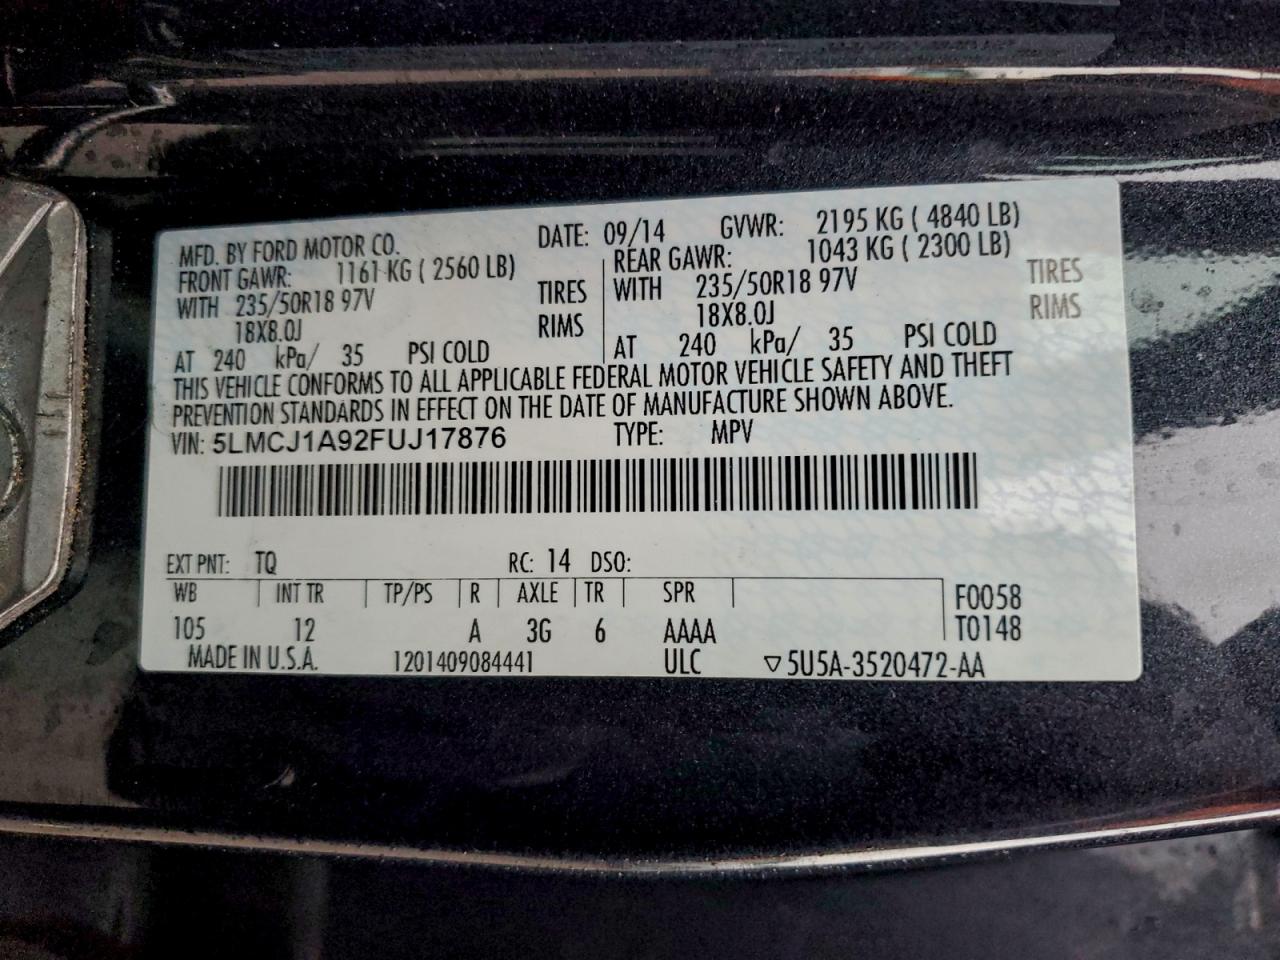 MFD. BY FORD MOTOR CO. DATE: 09/14 GVWR: 2195 KG ( 4840 LB)
FRONT GAWR: 1161 KG ( 2560 LB) REAR GAWR: 1043 KG ( 2300 LB)
WITH 235/50R18 97V TIRES WITH 235/50R18 97V TIRES
18X8.0J RIMS 18X8.0J RIMS
AT 240 kPa/ 35 PSI COLD AT 240 kPa/ 35 PSI COLD
THIS VEHICLE CONFORMS TO ALL APPLICABLE FEDERAL MOTOR VEHICLE SAFETY AND THEFT
PREVENTION STANDARDS IN EFFECT ON THE DATE OF MANUFACTURE SHOWN ABOVE.
VIN: 5LMCJ1A92FUJ17876 TYPE: MPV
EXT PNT: TQ RC: 14 DSO:
WB INT TR TP/PS R AXLE TR SPR F0058
105 12 A 3G 6 AAAA T0148
MADE IN U.S.A. 1201409084441 ULC ▽5U5A-3520472-AA